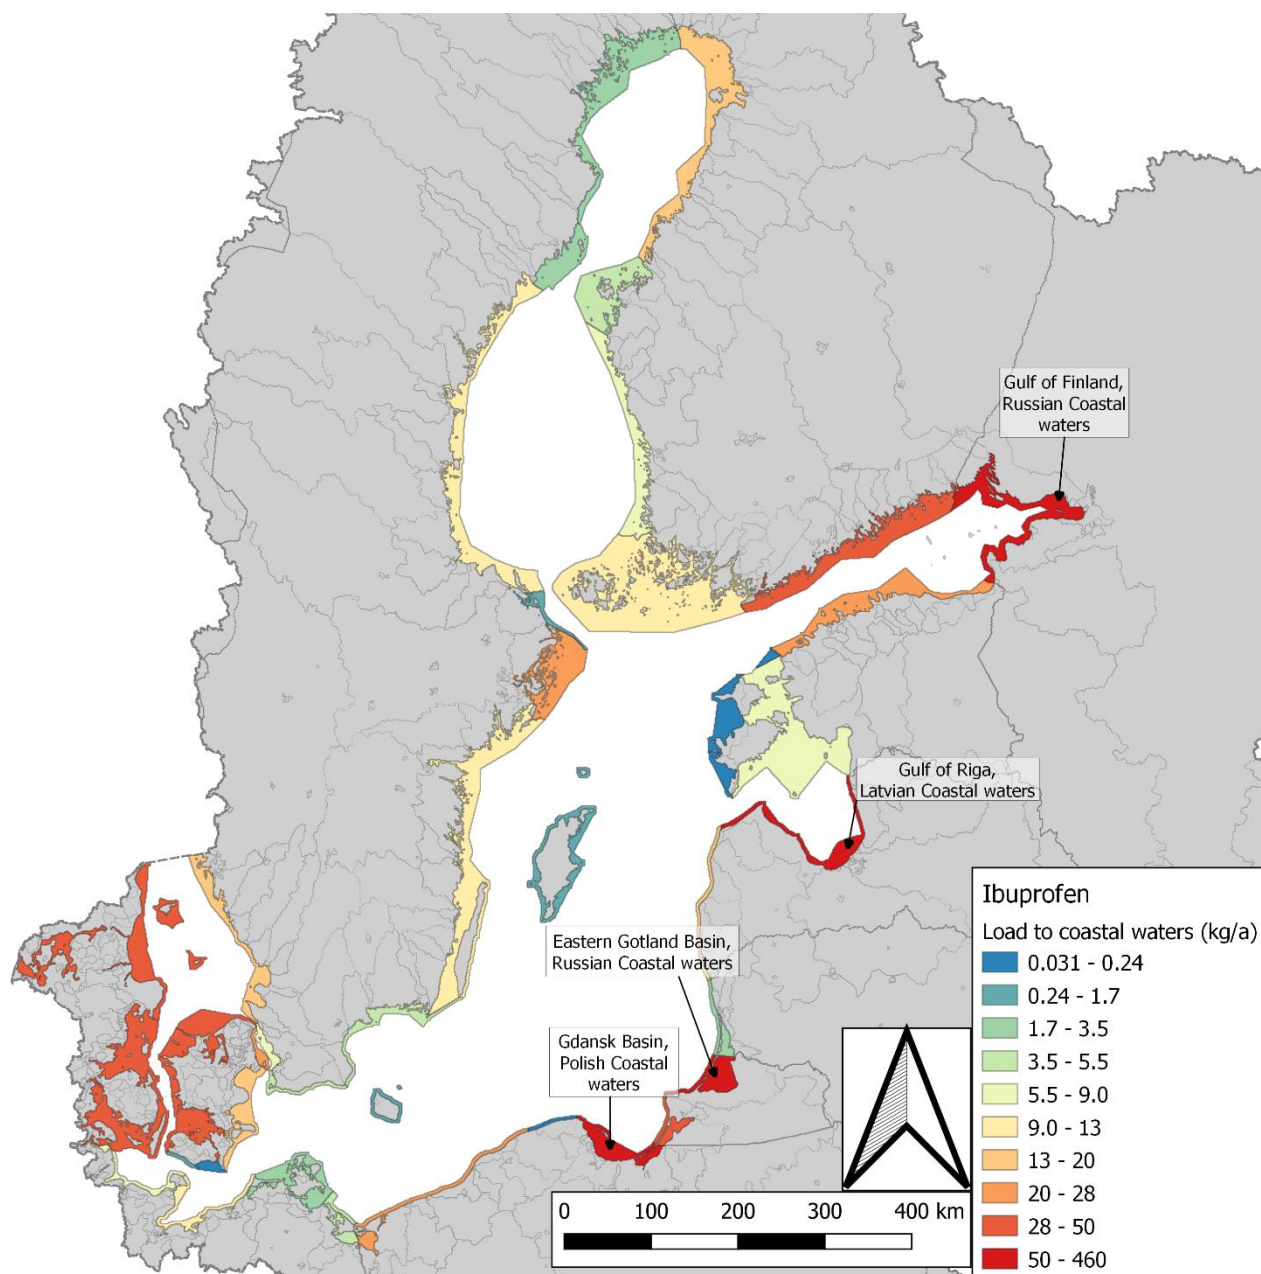 Gulf of Finland,
Russian Coastal
waters
Gulf of Riga,
Latvian Coastal waters
Eastern Gotland Basin,
Russian Coastal waters
Gdansk Basin,
Polish Coastal
waters
0 100 200 300 400 km
Ibuprofen
Load to coastal waters (kg/a)
0.031 - 0.24
0.24 - 1.7
1.7 - 3.5
3.5 - 5.5
5.5 - 9.0
9.0 - 13
13 - 20
20 - 28
28 - 50
50 - 460